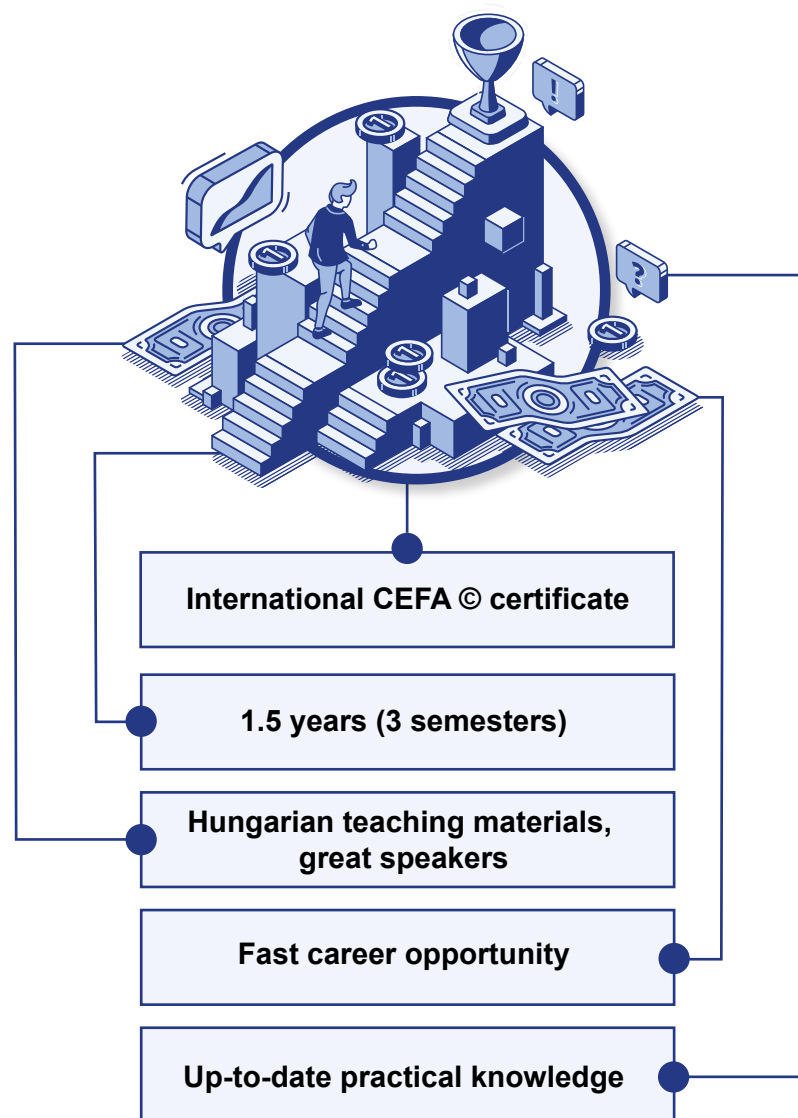 !
?
International CEFA © certificate
1.5 years (3 semesters)
Hungarian teaching materials,
great speakers
Fast career opportunity
Up-to-date practical knowledge